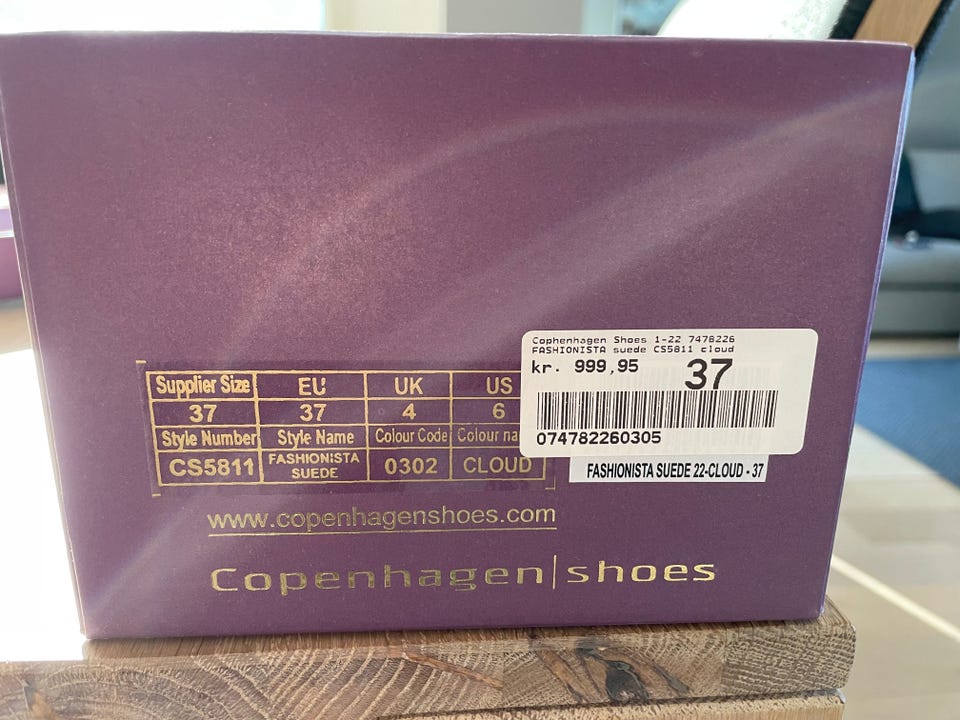 Cophenhagen Shoes 1-22 7478226
FASHIONISTA suede CS5811 cloud
kr. 999,95 37
074782260305
FASHIONISTA SUEDE 22-CLOUD - 37
Supplier Size EU UK US
37 37 4 6
Style Number Style Name Colour Code Colour
CS5811 FASHIONISTA SUEDE 0302 CLOUD
www.copenhagenshoes.com
Copenhagen|shoes